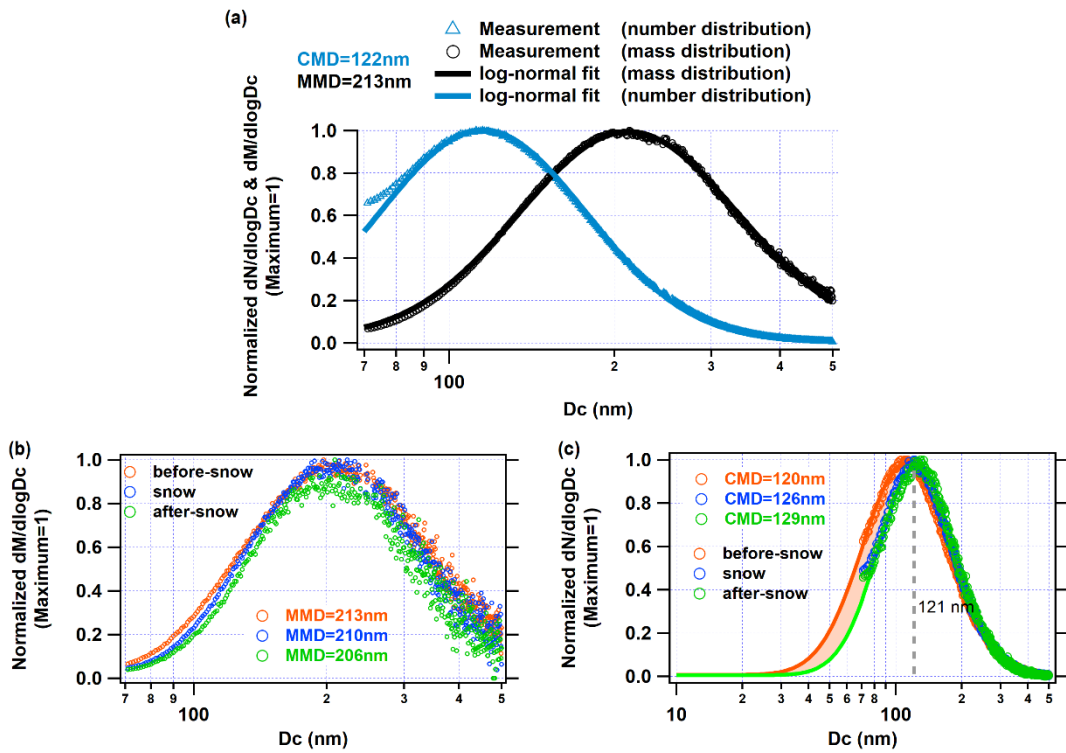 (a)
CMD=122nm
MMD=213nm
Measurement (number distribution)
Measurement (mass distribution)
log-normal fit (mass distribution)
log-normal fit (number distribution)
Normalized dN/dlogDc & dM/dlogDc
(Maximum=1)
1.0
0.8
0.6
0.4
0.2
0.0
7 8 9 100 2 3 4 5
Dc (nm)
(b)
before-snow
snow
after-snow
MMD=213nm
MMD=210nm
MMD=206nm
Normalized dM/dlogDc
(Maximum=1)
1.0
0.8
0.6
0.4
0.2
0.0
7 8 9 100 2 3 4 5
Dc (nm)
(c)
CMD=120nm
CMD=126nm
CMD=129nm
before-snow
snow
after-snow
121 nm
Normalized dN/dlogDc
(Maximum=1)
1.0
0.8
0.6
0.4
0.2
0.0
10 2 3 4 5 6 7 8 100 2 3 4 5
Dc (nm)